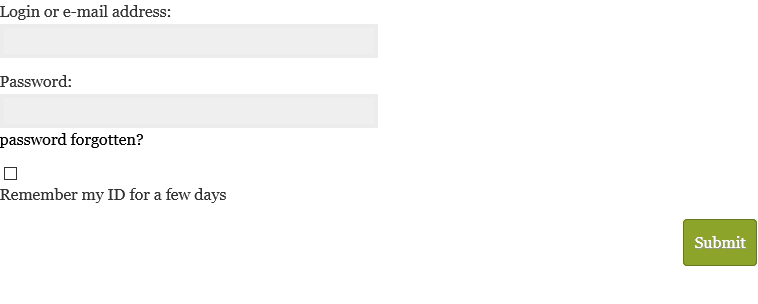 Login or e-mail address:
Password:
password forgotten?
Remember my ID for a few days
Submit